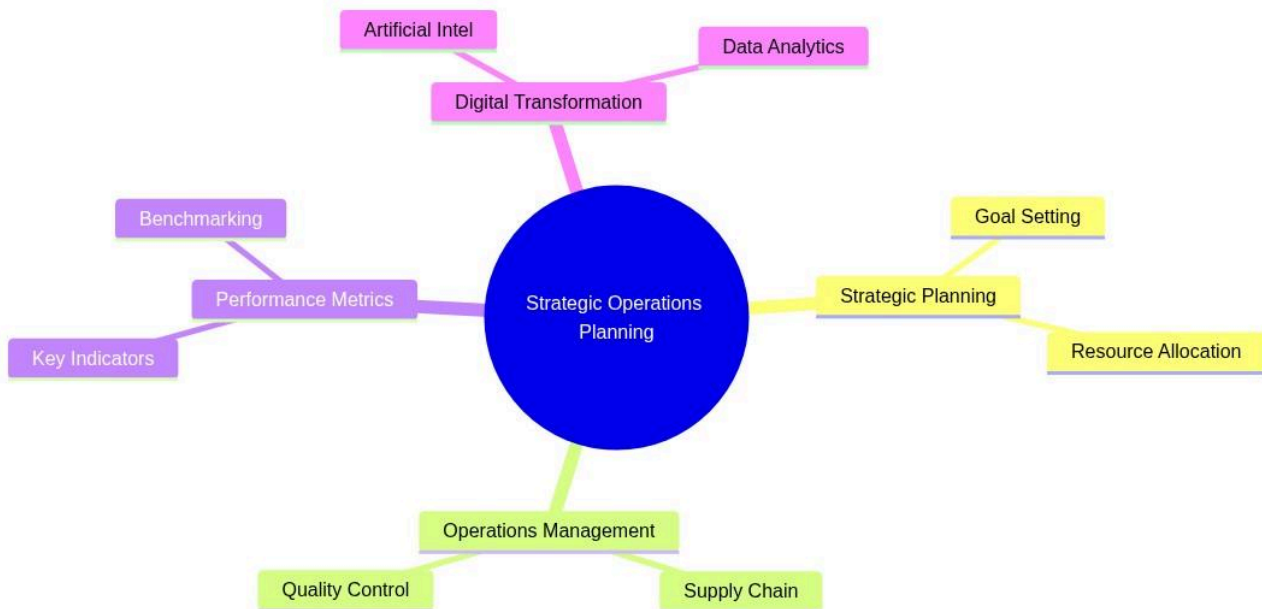 Artificial Intel
Data Analytics
Digital Transformation
Benchmarking
Goal Setting
Performance Metrics
Strategic Operations
Planning
Strategic Planning
Key Indicators
Resource Allocation
Operations Management
Quality Control
Supply Chain